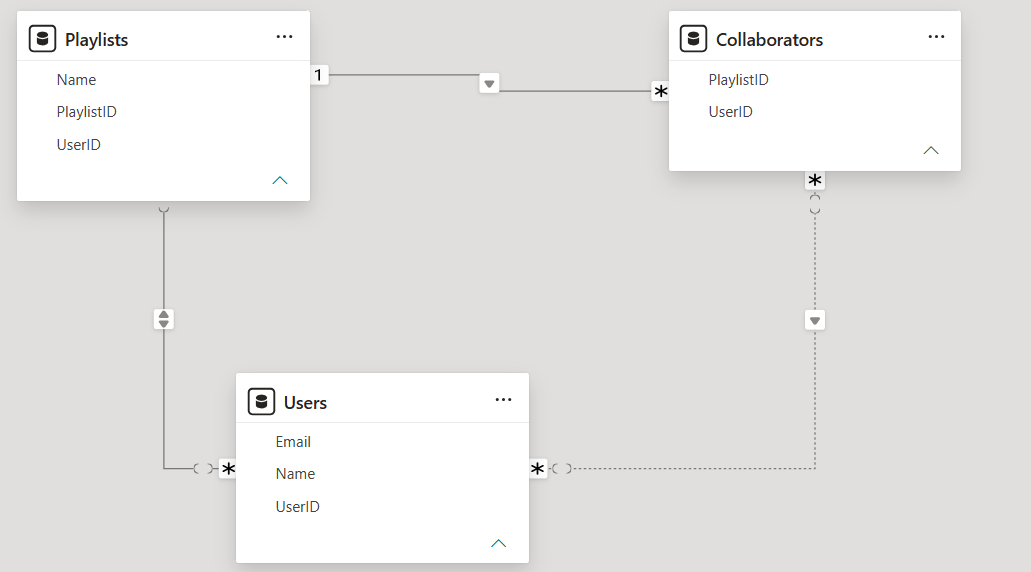 Playlists
Name
PlaylistID
UserID
1
*
Collaborators
PlaylistID
UserID
*
*
Users
Email
Name
UserID
*